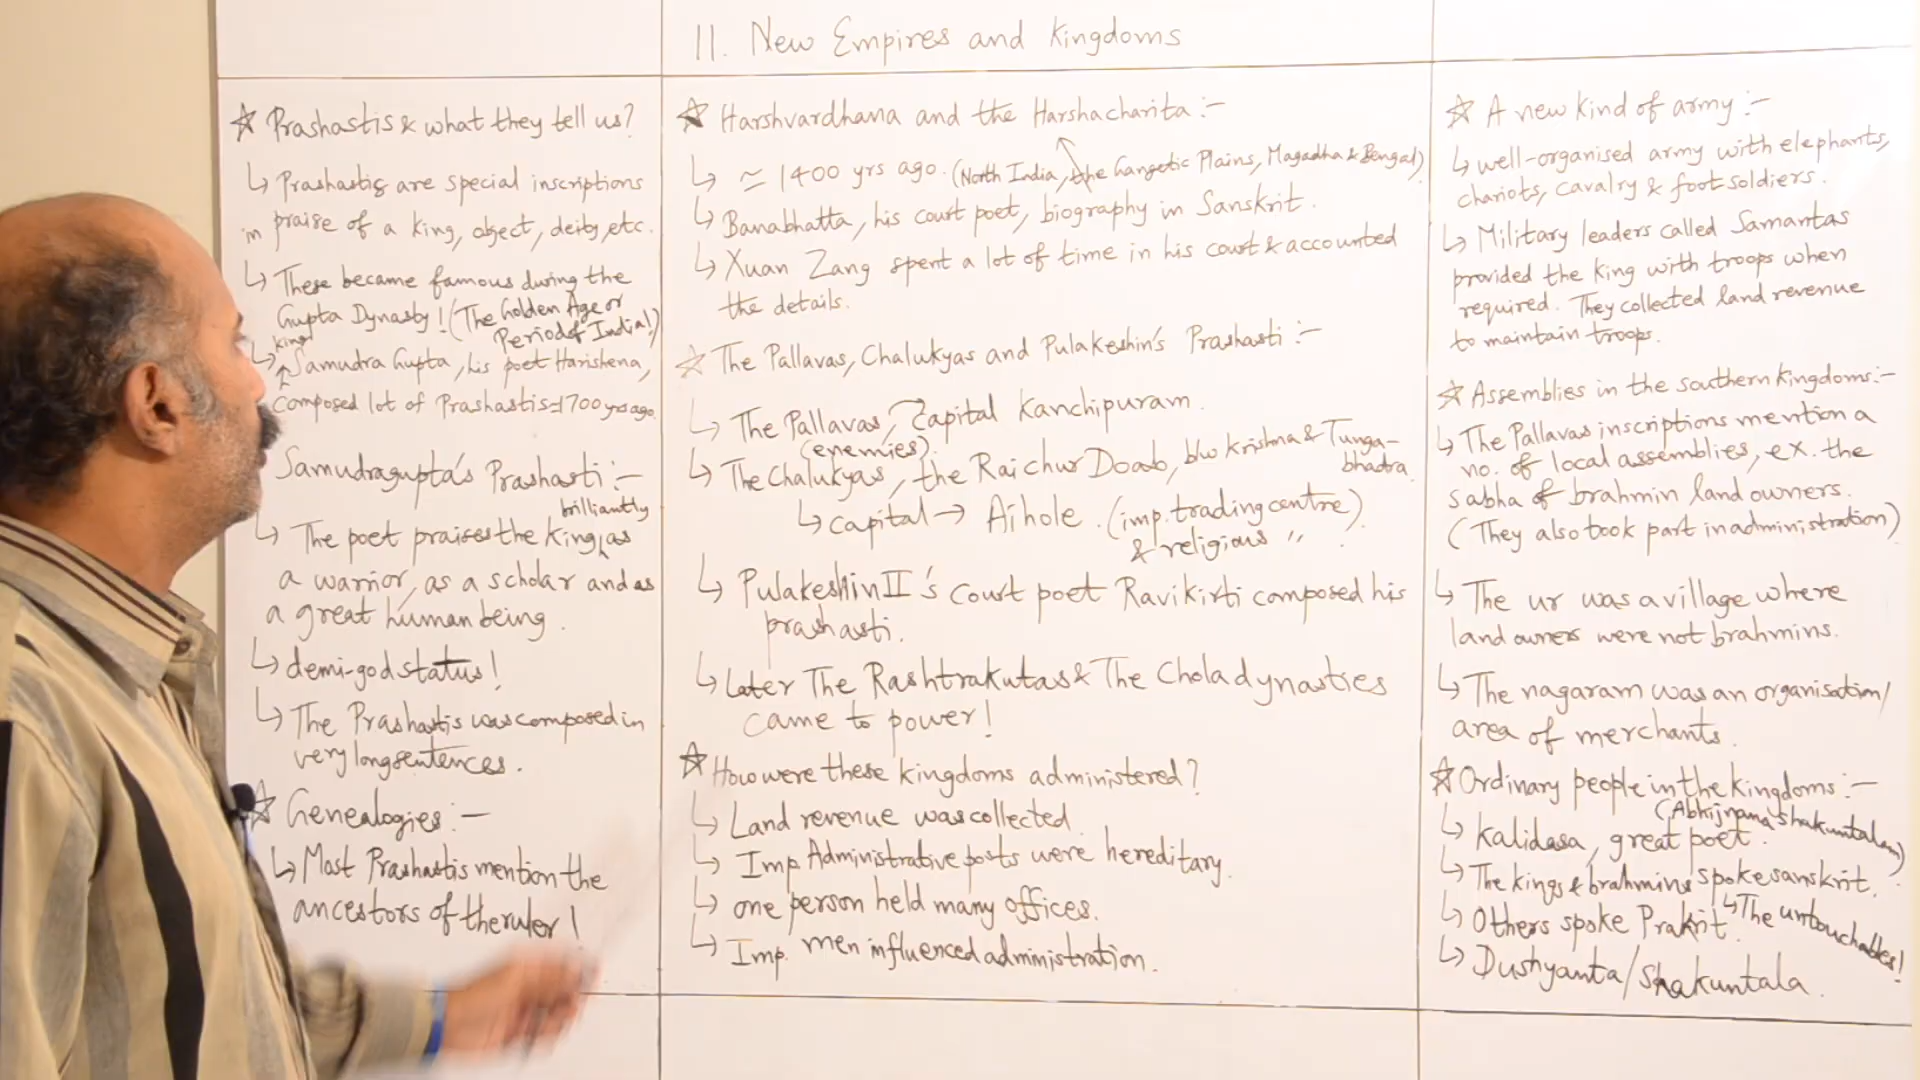 11. New Empires and Kingdoms
☆ Prashastis & what they tell us?
↳ Prashastis are special inscriptions
in praise of a king, object, deity, etc.
↳ These became famous during the
Gupta Dynasty! (The Golden Age or
Period of India!)
king
↳ Samudra Gupta, his poet Harishena,
composed lot of Prashastis ≃1700 yrs ago.
Samudragupta's Prashasti :-
brilliantly
↳ The poet praises the king, as
a warrior, as a scholar and as
a great human being.
↳ demi-god status!
↳ The Prashastis was composed in
very long sentences.
☆ Genealogies :-
↳ Most Prashastis mention the
ancestors of the ruler!
☆ Harshvardhana and the Harshacharita :-
↳ ≃ 1400 yrs ago. (North India, the Gangetic Plains, Magadha & Bengal)
↳ Banabhatta, his court poet, biography in Sanskrit.
↳ Xuan Zang spent a lot of time in his court & accounted
the details.
☆ The Pallavas, Chalukyas and Pulakeshin's Prashasti :-
↳ The Pallavas, capital Kanchipuram.
(enemies)
↳ The Chalukyas, the Raichur Doab, b/w Krishna & Tunga-
bhadra.
↳ capital → Aihole. (imp. trading centre)
& religious "
↳ Pulakeshin II's court poet Ravikirti composed his
prashasti.
↳ Later The Rashtrakutas & The Chola dynasties
came to power!
☆ How were these kingdoms administered?
↳ Land revenue was collected.
↳ Imp Administrative posts were hereditary.
↳ one person held many offices.
↳ Imp. men influenced administration.
☆ A new kind of army :-
↳ well-organised army with elephants,
chariots, cavalry & foot soldiers.
↳ Military leaders called Samantas
provided the king with troops when
required. They collected land revenue
to maintain troops.
☆ Assemblies in the southern kingdoms :-
↳ The Pallavas inscriptions mention a
no. of local assemblies, ex. the
sabha of brahmin land owners.
(They also took part in administration)
↳ The ur was a village where
land owners were not brahmins.
↳ The nagaram was an organisation/
area of merchants.
☆ Ordinary people in the kingdoms :-
(Abhijnana Shakuntalam)
↳ Kalidasa, great poet.
↳ The kings & brahmins spoke sanskrit.
↳ Others spoke Prakrit. ↳ The untouchables!
↳ Dushyanta/Shakuntala.